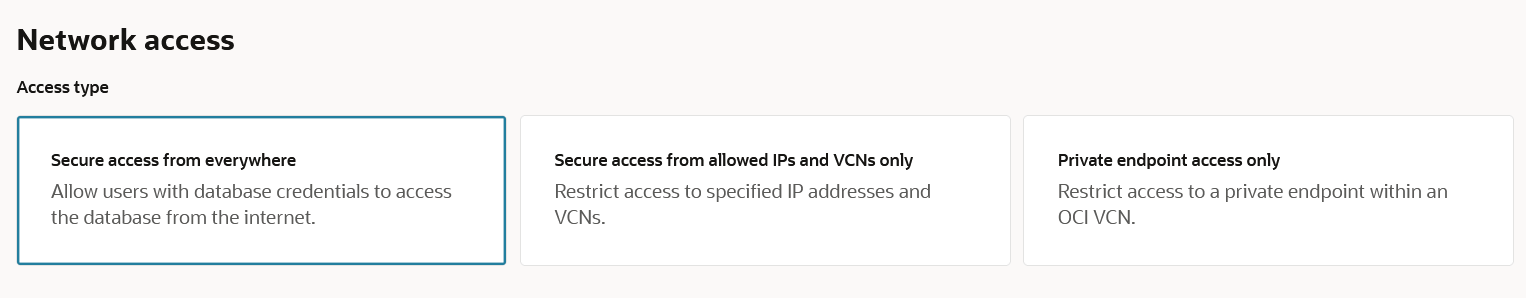 Network access
Access type
Secure access from everywhere
Allow users with database credentials to access
the database from the internet.
Secure access from allowed IPs and VCNs only
Restrict access to specified IP addresses and
VCNs.
Private endpoint access only
Restrict access to a private endpoint within an
OCI VCN.